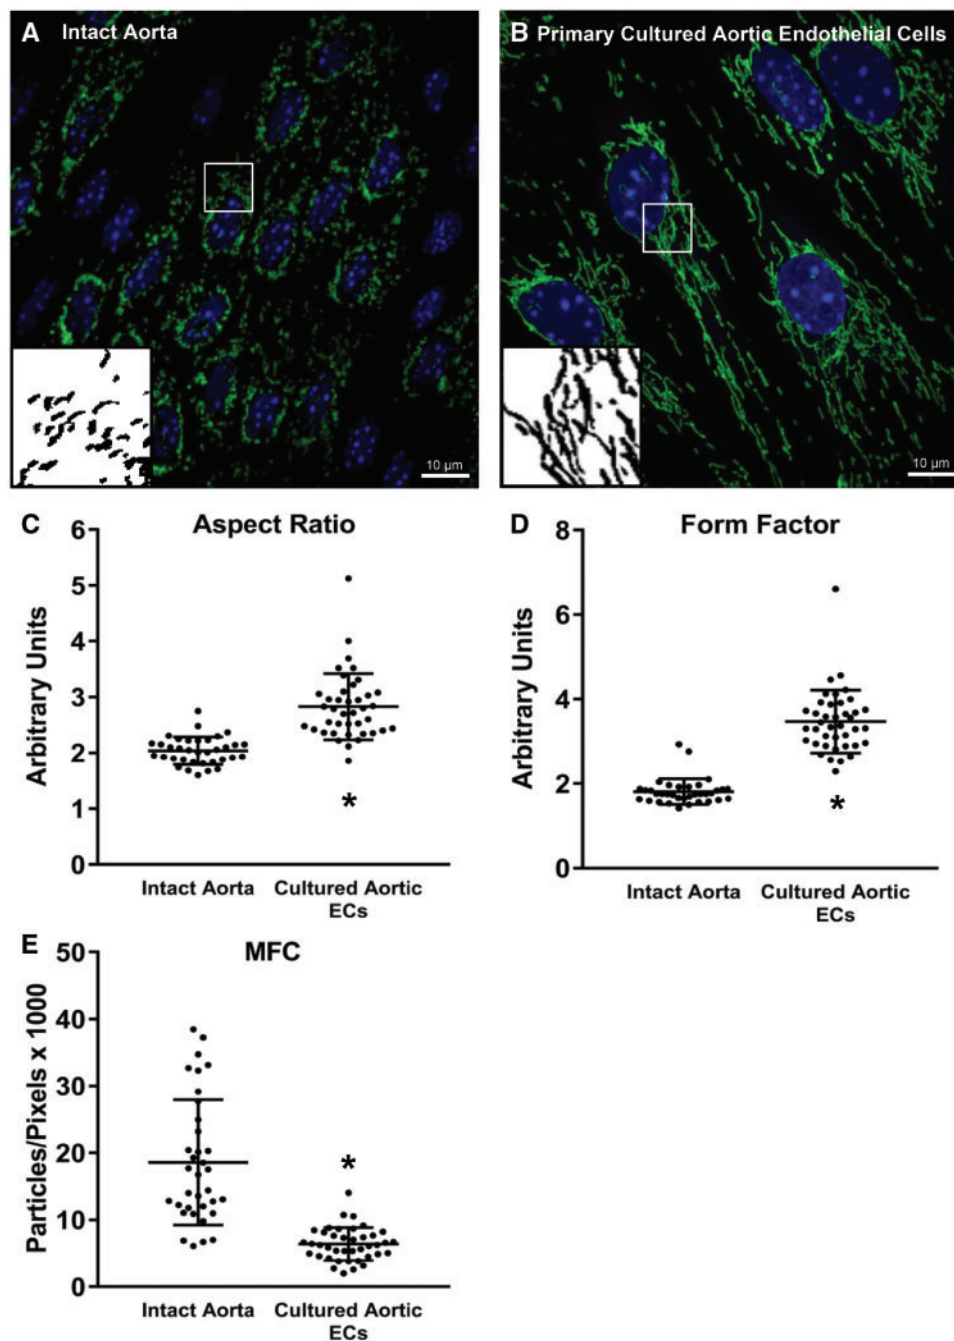 A Intact Aorta
10 µm
B Primary Cultured Aortic Endothelial Cells
10 µm
C Aspect Ratio
Arbitrary Units
6
5
4
3
2
1
0
*
Intact Aorta
Cultured Aortic
ECs
D Form Factor
Arbitrary Units
8
6
4
2
0
*
Intact Aorta
Cultured Aortic
ECs
E MFC
Particles/Pixels x 1000
50
40
30
20
10
0
*
Intact Aorta
Cultured Aortic
ECs